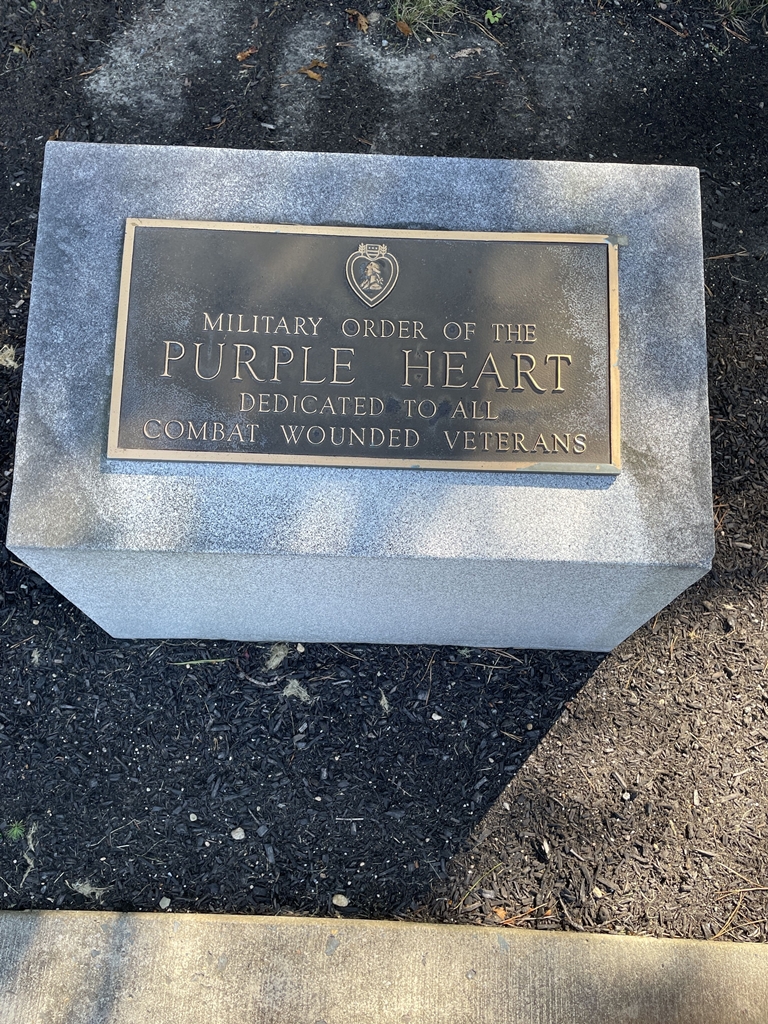 MILITARY ORDER OF THE
PURPLE HEART
DEDICATED TO ALL
COMBAT WOUNDED VETERANS